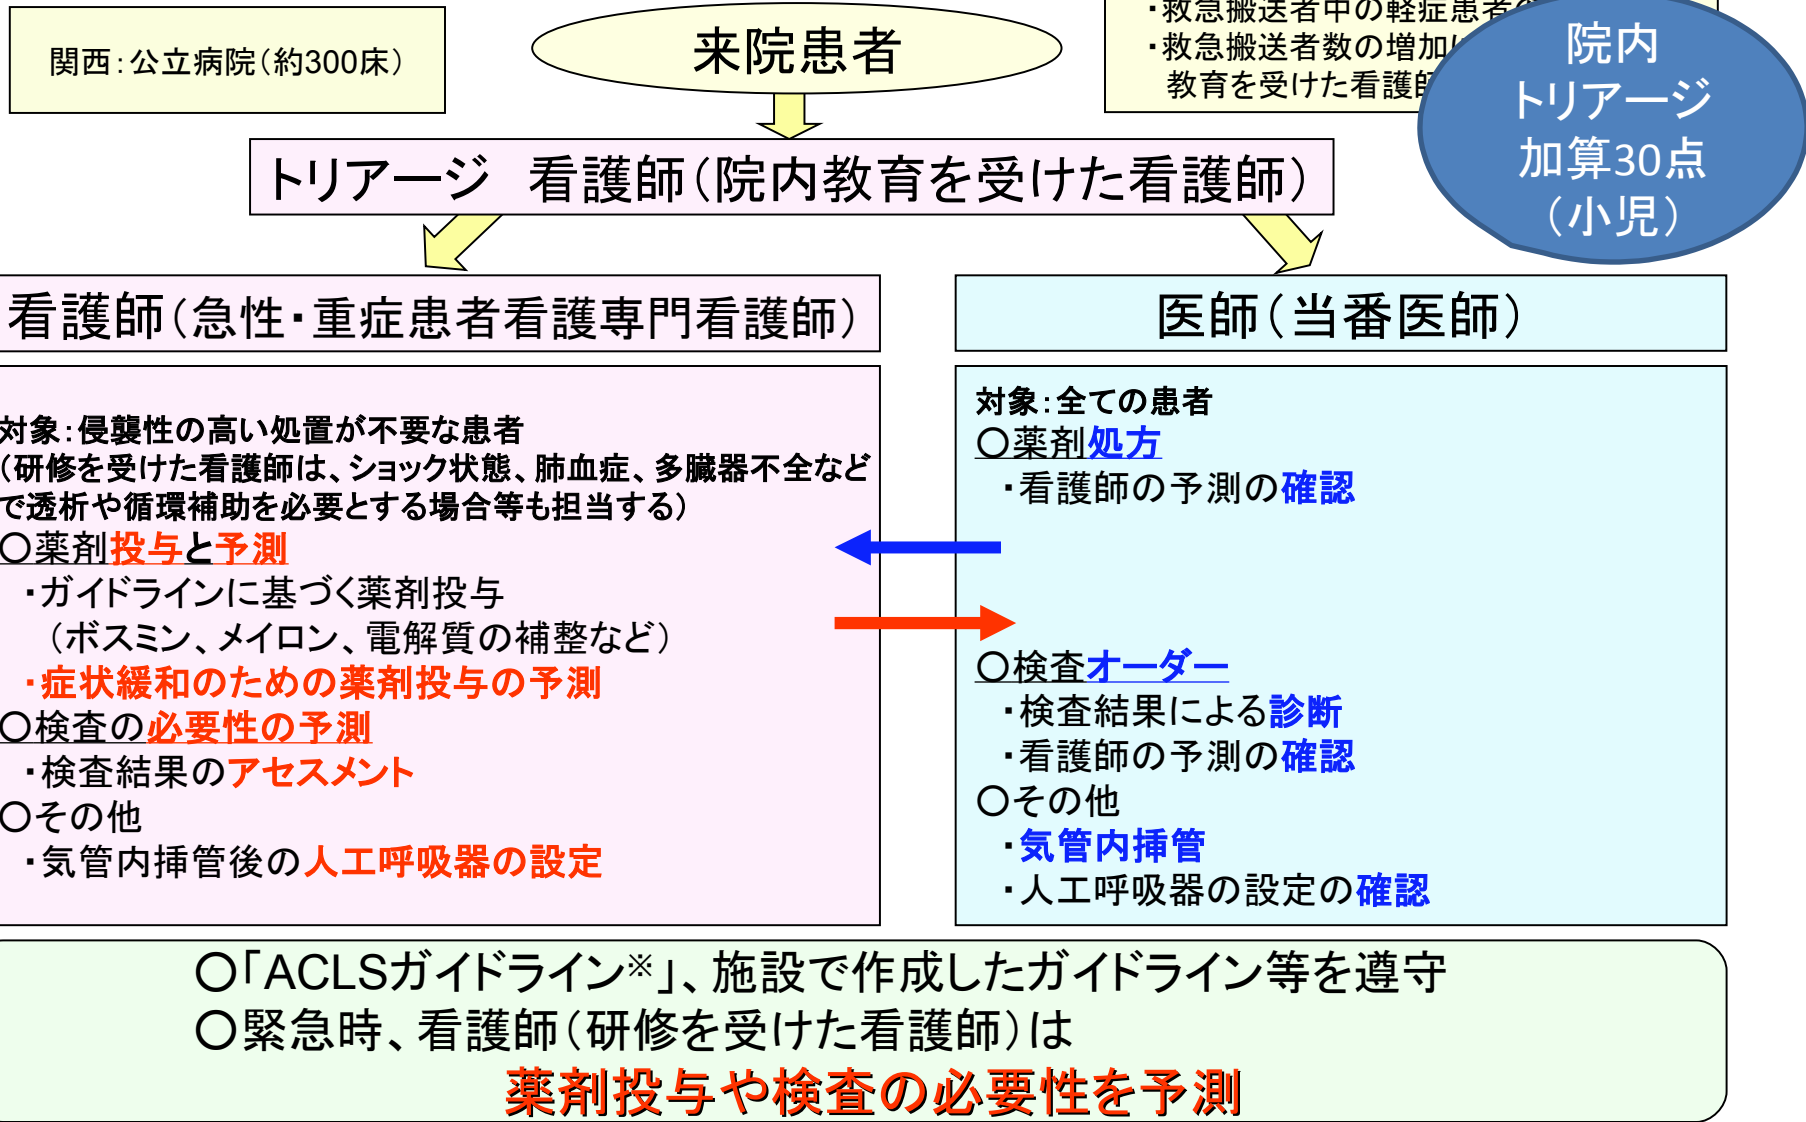 関西：公立病院（約300床）
来院患者
・救急搬送者中の軽症患者
・救急搬送者数の増加
教育を受けた看護師
院内
トリアージ
加算30点
（小児）
トリアージ　看護師（院内教育を受けた看護師）
看護師（急性・重症患者看護専門看護師）
対象：侵襲性の高い処置が不要な患者
（研修を受けた看護師は、ショック状態、肺血症、多臓器不全など
で透析や循環補助を必要とする場合等も担当する）
○薬剤投与と予測
・ガイドラインに基づく薬剤投与
（ボスミン、メイロン、電解質の補整など）
・症状緩和のための薬剤投与の予測
○検査の必要性の予測
・検査結果のアセスメント
○その他
・気管内挿管後の人工呼吸器の設定
医師（当番医師）
対象：全ての患者
○薬剤処方
・看護師の予測の確認
○検査オーダー
・検査結果による診断
・看護師の予測の確認
○その他
・気管内挿管
・人工呼吸器の設定の確認
○「ACLSガイドライン※」、施設で作成したガイドライン等を遵守
○緊急時、看護師（研修を受けた看護師）は
薬剤投与や検査の必要性を予測